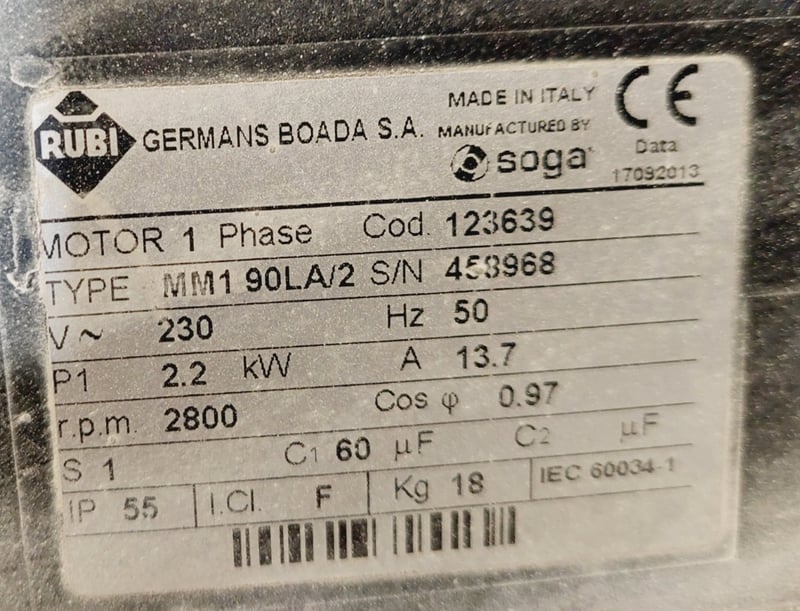 RUBI
GERMANS BOADA S.A.
MADE IN ITALY
MANUFACTURED BY
soga
CE
Data
17092013
MOTOR 1 Phase Cod. 123639
TYPE MM1 90LA/2 S/N 458968
V ~ 230 Hz 50
P1 2.2 kW A 13.7
r.p.m. 2800 Cos φ 0.97
S 1 C1 60 µF C2 µF
IP 55 I.Cl. F Kg 18 IEC 60034-1